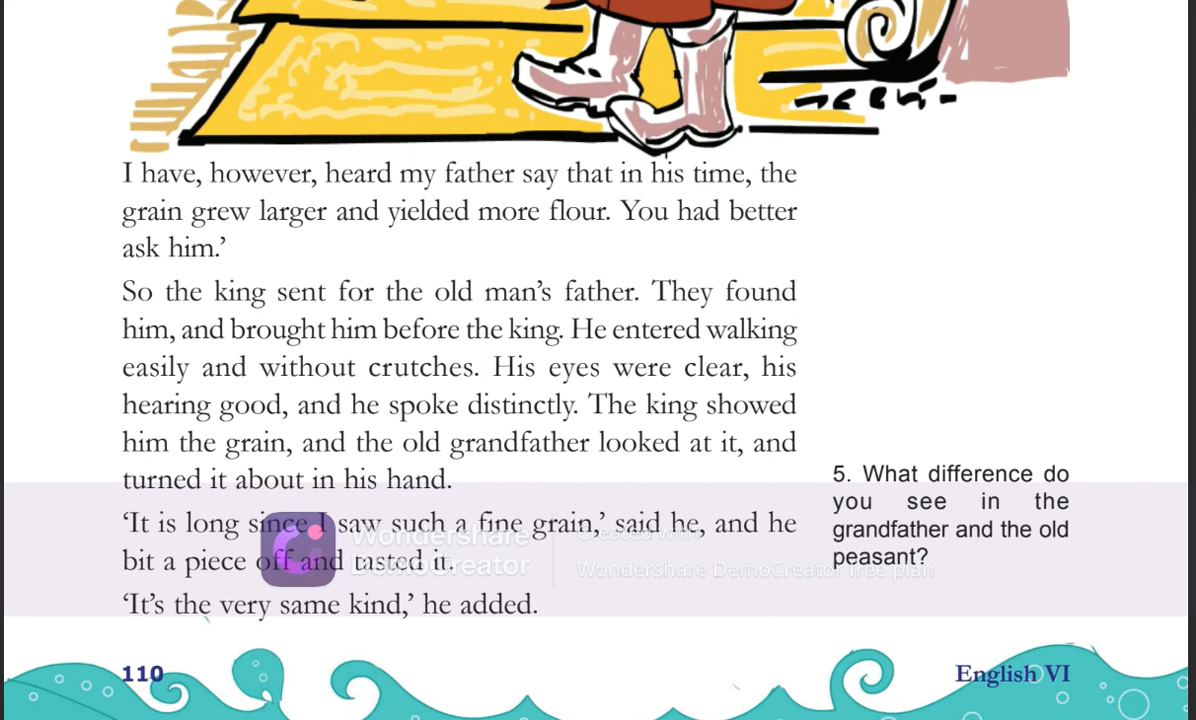 I have, however, heard my father say that in his time, the
grain grew larger and yielded more flour. You had better
ask him.’
So the king sent for the old man’s father. They found
him, and brought him before the king. He entered walking
easily and without crutches. His eyes were clear, his
hearing good, and he spoke distinctly. The king showed
him the grain, and the old grandfather looked at it, and
turned it about in his hand.
‘It is long since I saw such a fine grain,’ said he, and he
bit a piece off and tasted it.
‘It’s the very same kind,’ he added.
5. What difference do
you see in the
grandfather and the old
peasant?
Wondershare
DemoCreator
Created with
Wondershare DemoCreator free plan
110
English VI